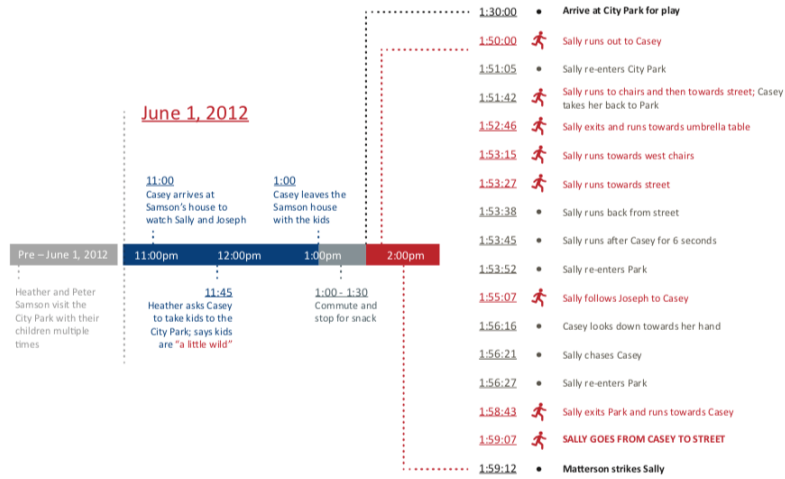 June 1, 2012
11:00
Casey arrives at
Samson's house to
watch Sally and Joseph
1:00
Casey leaves the
Samson house
with the kids
Pre – June 1, 2012
11:00pm
12:00pm
1:00pm
2:00pm
Heather and Peter
Samson visit the
City Park with their
children multiple
times
11:45
Heather asks Casey
to take kids to the
City Park; says kids
are "a little wild"
1:00 - 1:30
Commute and
stop for snack
1:30:00 Arrive at City Park for play
1:50:00 Sally runs out to Casey
1:51:05 Sally re-enters City Park
1:51:42 Sally runs to chairs and then towards street; Casey
takes her back to Park
1:52:46 Sally exits and runs towards umbrella table
1:53:15 Sally runs towards west chairs
1:53:27 Sally runs towards street
1:53:38 Sally runs back from street
1:53:45 Sally runs after Casey for 6 seconds
1:53:52 Sally re-enters Park
1:55:07 Sally follows Joseph to Casey
1:56:16 Casey looks down towards her hand
1:56:21 Sally chases Casey
1:56:27 Sally re-enters Park
1:58:43 Sally exits Park and runs towards Casey
1:59:07 SALLY GOES FROM CASEY TO STREET
1:59:12 Matterson strikes Sally